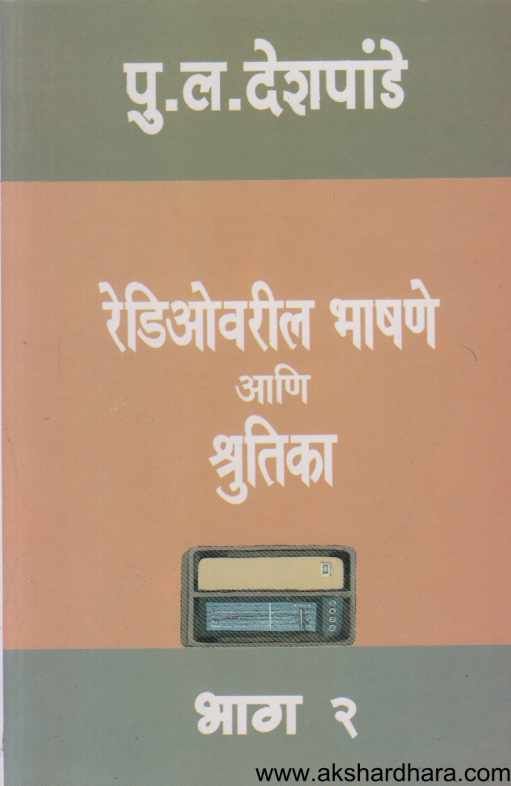 पु.ल.देशपांडे
रेडिओवरील भाषणे
आणि
श्रुतिका
भाग २
www.akshardhara.com